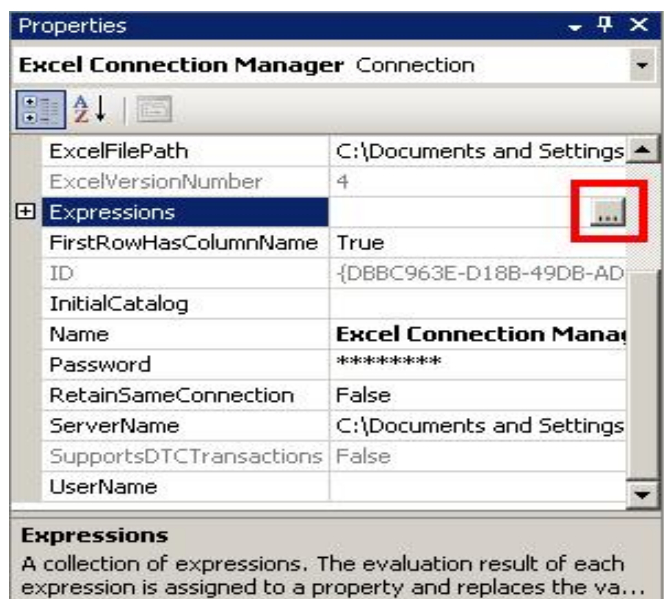 Properties
Excel Connection Manager Connection
ExcelFilePath C:\Documents and Settings
ExcelVersionNumber 4
Expressions ...
FirstRowHasColumnName True
ID {DBBC963E-D18B-49DB-AD
InitialCatalog
Name Excel Connection Mana
Password ********
RetainSameConnection False
ServerName C:\Documents and Settings
SupportsDTCTransactions False
UserName
Expressions
A collection of expressions. The evaluation result of each
expression is assigned to a property and replaces the va...